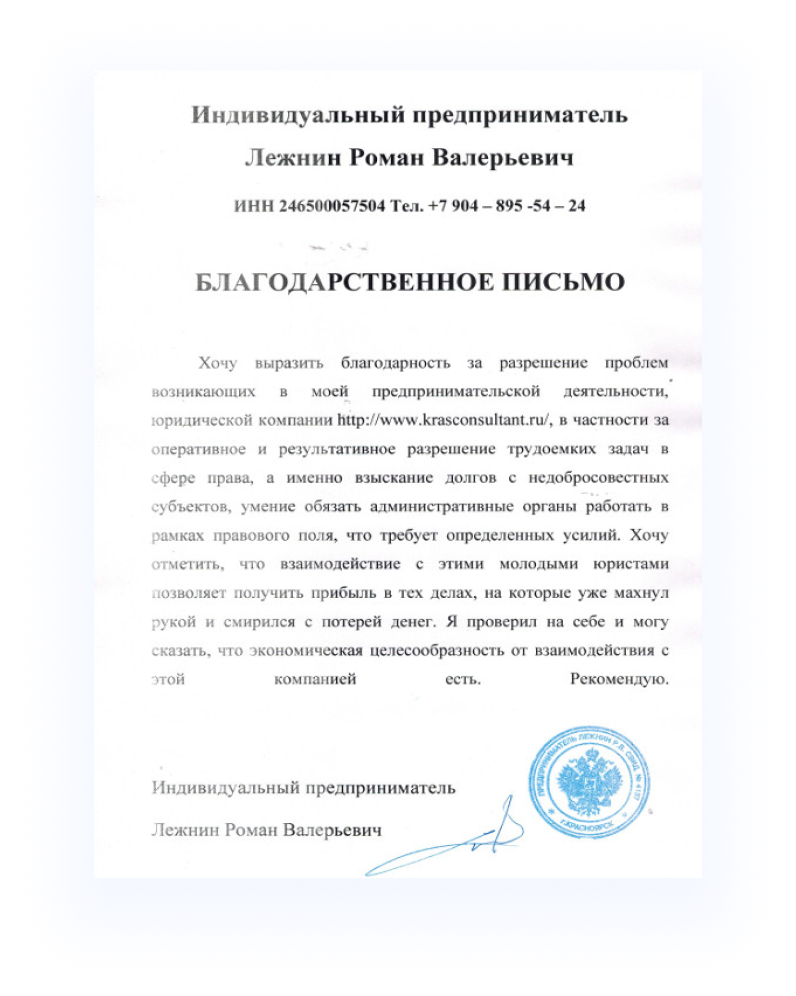 Индивидуальный предприниматель
Лежнин Роман Валерьевич
ИНН 246500057504 Тел. +7 904 – 895 -54 – 24
БЛАГОДАРСТВЕННОЕ ПИСЬМО
Хочу выразить благодарность за разрешение проблем
возникающих в моей предпринимательской деятельности,
юридической компании http://www.krasconsultant.ru/, в частности за
оперативное и результативное разрешение трудоемких задач в
сфере права, а именно взыскание долгов с недобросовестных
субъектов, умение обязать административные органы работать в
рамках правового поля, что требует определенных усилий. Хочу
отметить, что взаимодействие с этими молодыми юристами
позволяет получить прибыль в тех делах, на которые уже махнул
рукой и смирился с потерей денег. Я проверил на себе и могу
сказать, что экономическая целесообразность от взаимодействия с
этой компанией есть. Рекомендую.
Индивидуальный предприниматель
Лежнин Роман Валерьевич
ПРЕДПРИНИМАТЕЛЬ ЛЕЖНИН Р.В. СВИД. №
Г.КРАСНОЯРСК